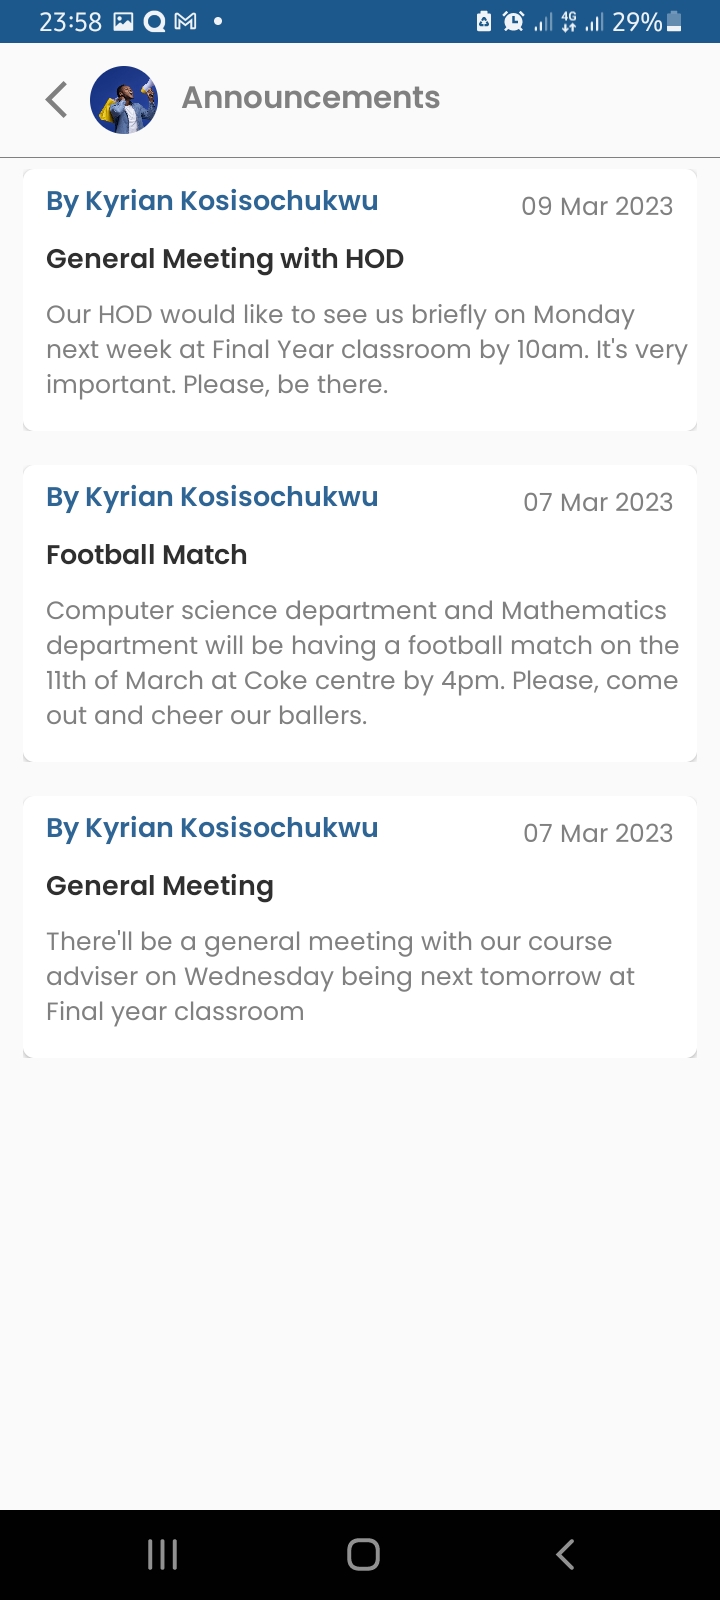 23:58
4G
29%
Announcements
By Kyrian Kosisochukwu
09 Mar 2023
General Meeting with HOD
Our HOD would like to see us briefly on Monday
next week at Final Year classroom by 10am. It's very
important. Please, be there.
By Kyrian Kosisochukwu
07 Mar 2023
Football Match
Computer science department and Mathematics
department will be having a football match on the
11th of March at Coke centre by 4pm. Please, come
out and cheer our ballers.
By Kyrian Kosisochukwu
07 Mar 2023
General Meeting
There'll be a general meeting with our course
adviser on Wednesday being next tomorrow at
Final year classroom